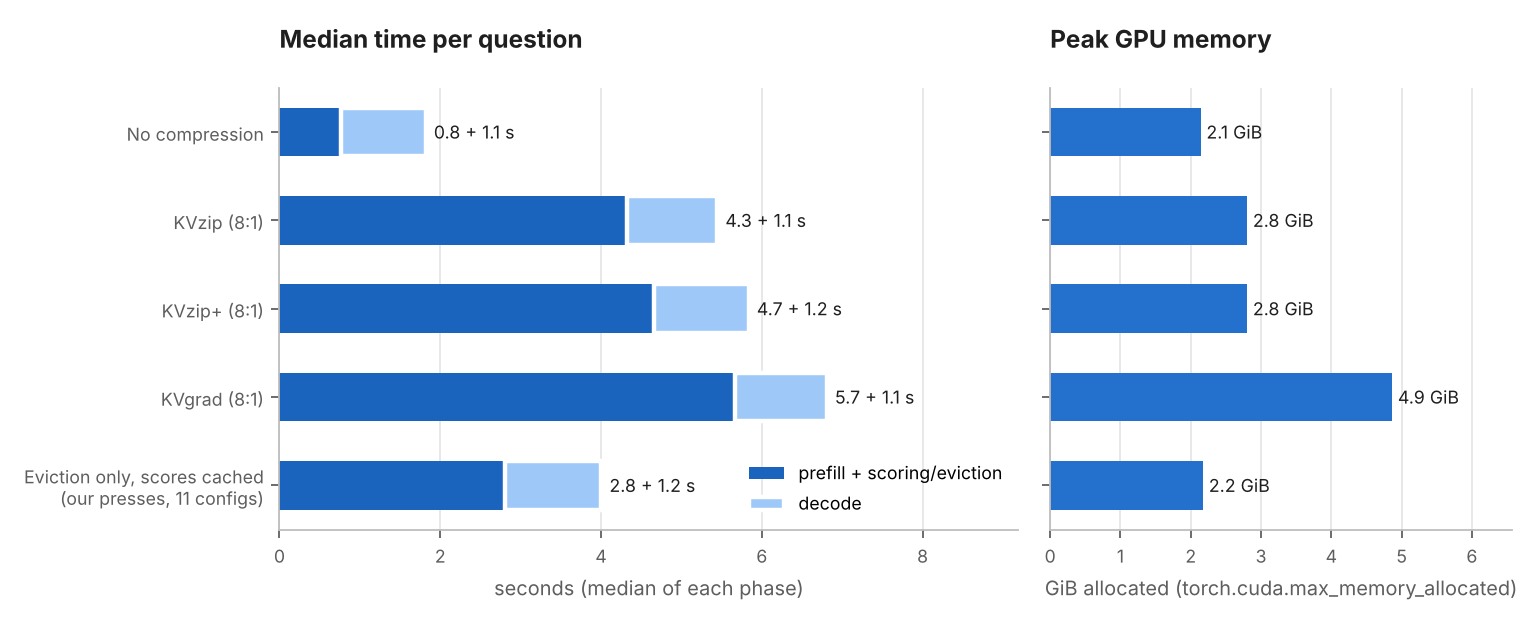 Median time per question
No compression
0.8 + 1.1 s
KVzip (8:1)
4.3 + 1.1 s
KVzip+ (8:1)
4.7 + 1.2 s
KVgrad (8:1)
5.7 + 1.1 s
Eviction only, scores cached
(our presses, 11 configs)
2.8 + 1.2 s
prefill + scoring/eviction
decode
0 2 4 6 8
seconds (median of each phase)
Peak GPU memory
2.1 GiB
2.8 GiB
2.8 GiB
4.9 GiB
2.2 GiB
0 1 2 3 4 5 6
GiB allocated (torch.cuda.max_memory_allocated)